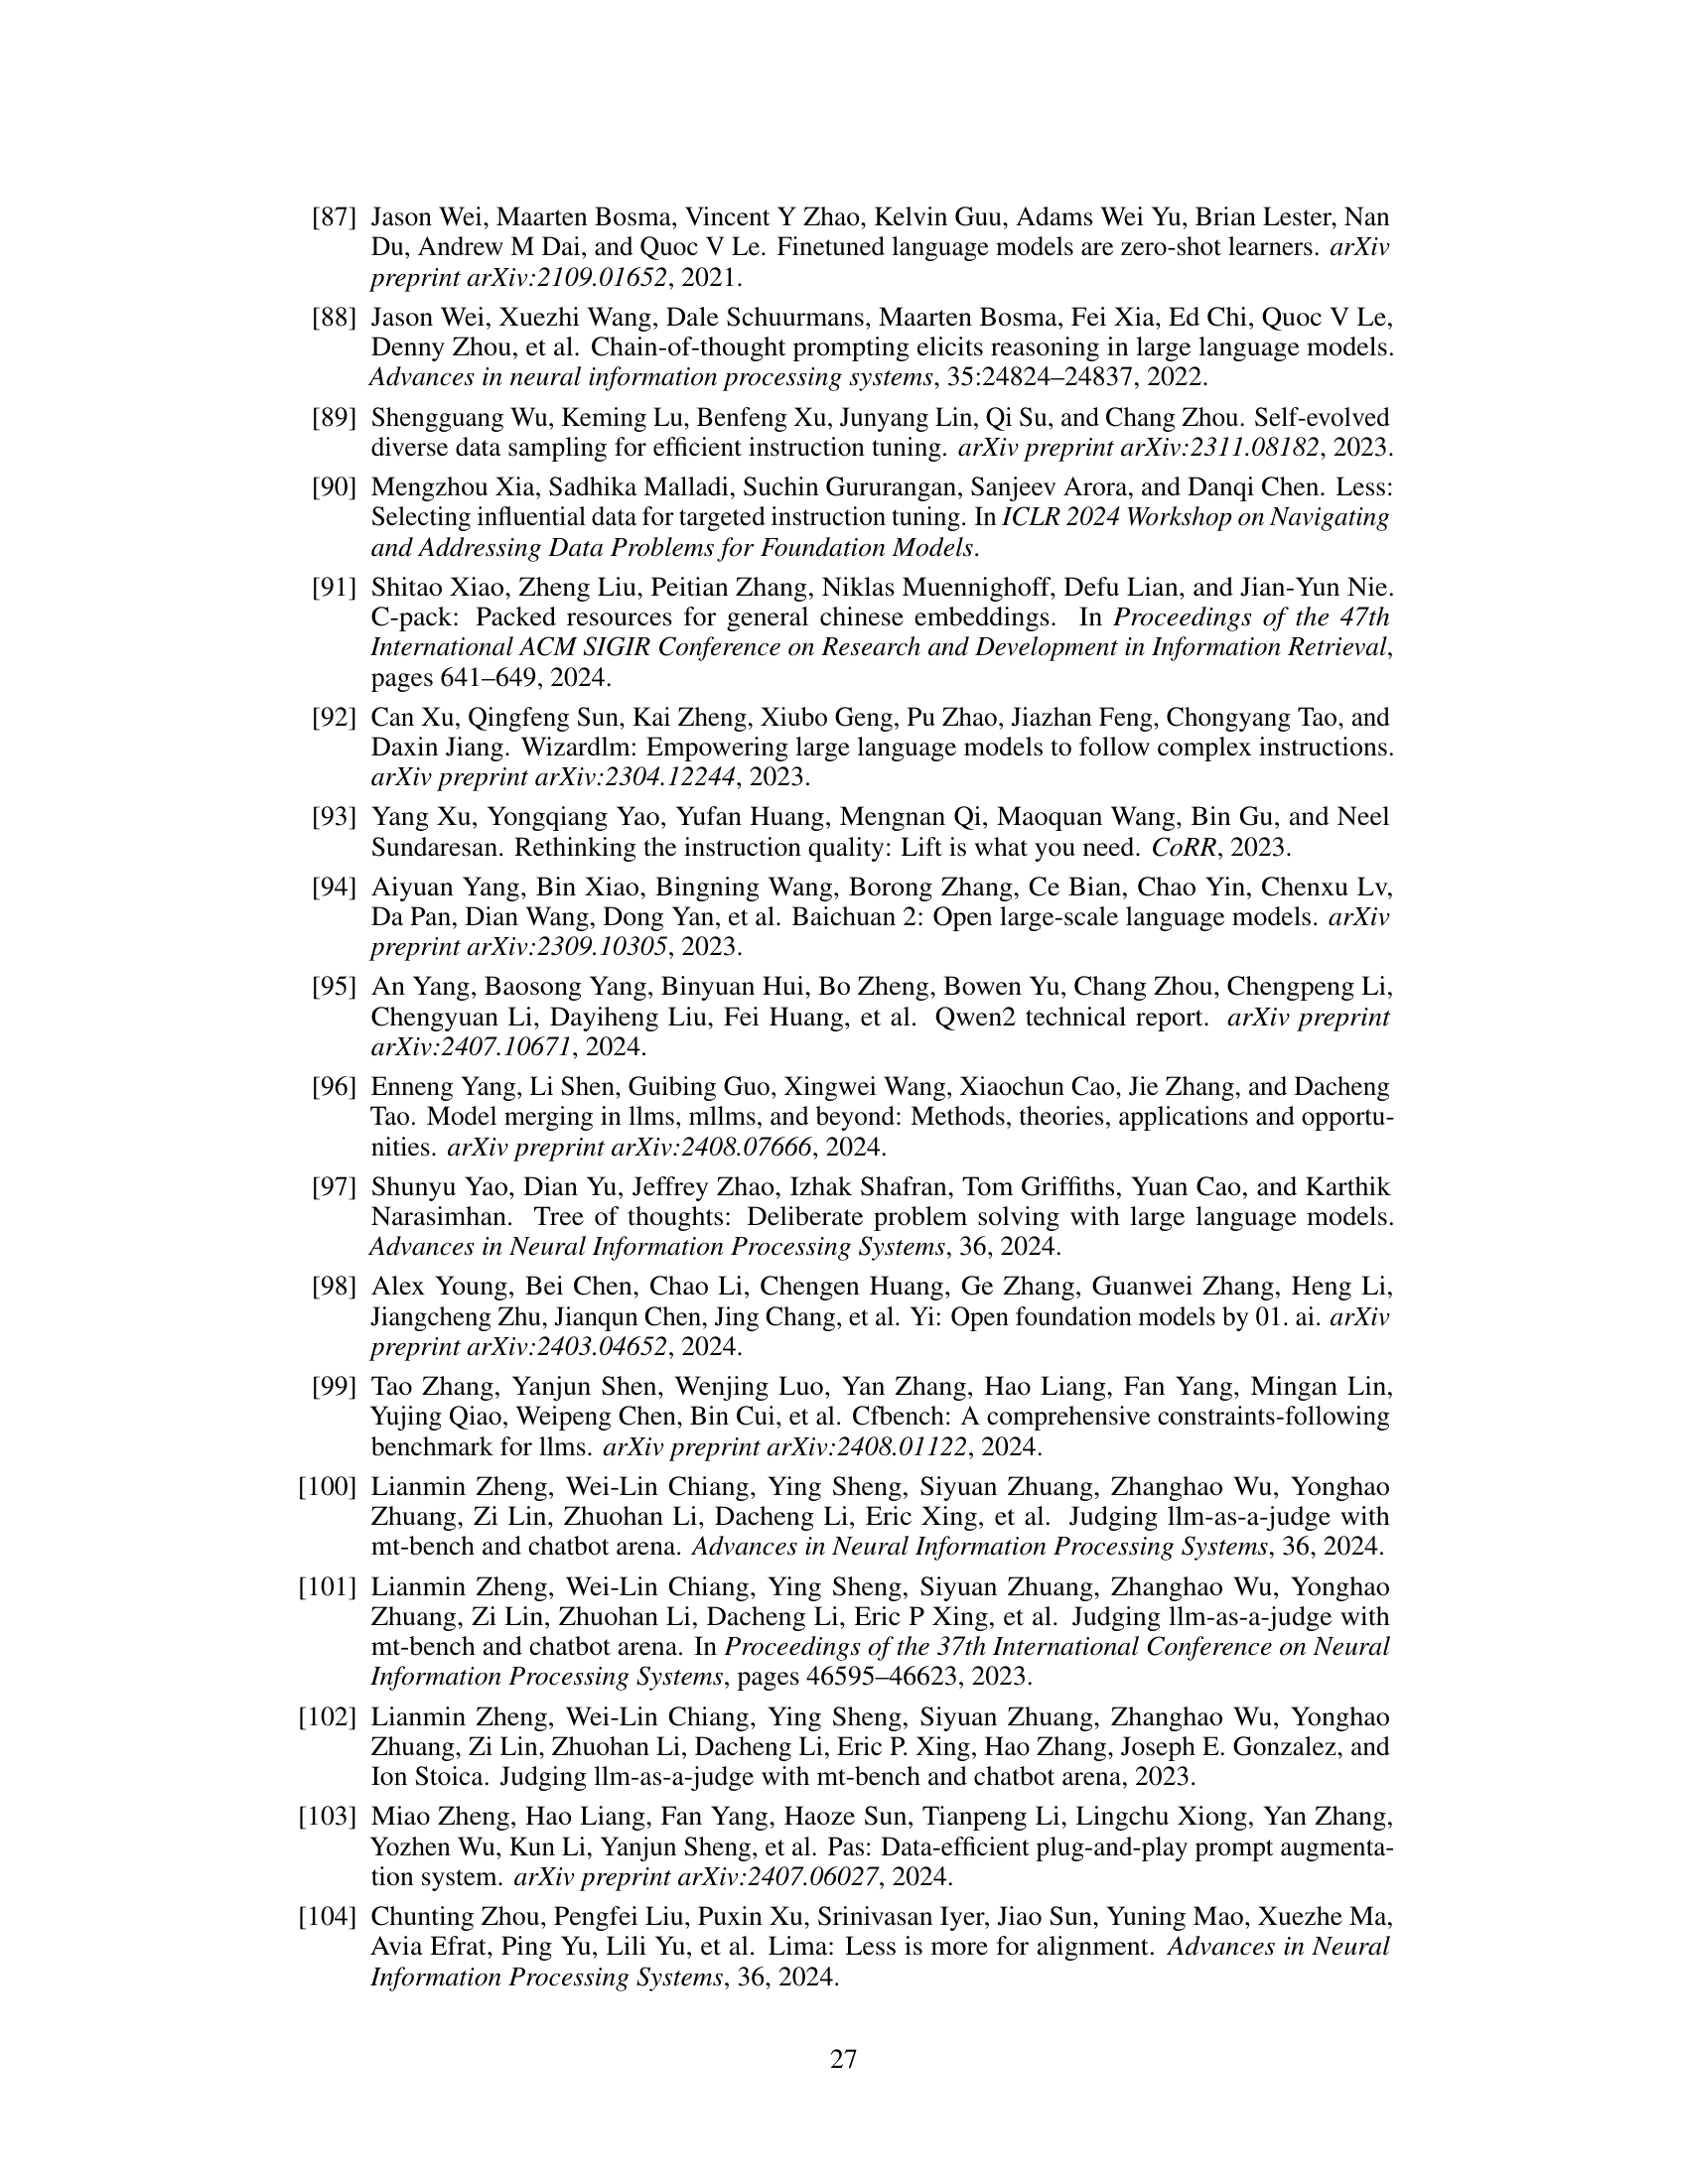 [87] Jason Wei, Maarten Bosma, Vincent Y Zhao, Kelvin Guu, Adams Wei Yu, Brian Lester, Nan
Du, Andrew M Dai, and Quoc V Le. Finetuned language models are zero-shot learners. arXiv
preprint arXiv:2109.01652, 2021.
[88] Jason Wei, Xuezhi Wang, Dale Schuurmans, Maarten Bosma, Fei Xia, Ed Chi, Quoc V Le,
Denny Zhou, et al. Chain-of-thought prompting elicits reasoning in large language models.
Advances in neural information processing systems, 35:24824–24837, 2022.
[89] Shengguang Wu, Keming Lu, Benfeng Xu, Junyang Lin, Qi Su, and Chang Zhou. Self-evolved
diverse data sampling for efficient instruction tuning. arXiv preprint arXiv:2311.08182, 2023.
[90] Mengzhou Xia, Sadhika Malladi, Suchin Gururangan, Sanjeev Arora, and Danqi Chen. Less:
Selecting influential data for targeted instruction tuning. In ICLR 2024 Workshop on Navigating
and Addressing Data Problems for Foundation Models.
[91] Shitao Xiao, Zheng Liu, Peitian Zhang, Niklas Muennighoff, Defu Lian, and Jian-Yun Nie.
C-pack: Packed resources for general chinese embeddings. In Proceedings of the 47th
International ACM SIGIR Conference on Research and Development in Information Retrieval,
pages 641–649, 2024.
[92] Can Xu, Qingfeng Sun, Kai Zheng, Xiubo Geng, Pu Zhao, Jiazhan Feng, Chongyang Tao, and
Daxin Jiang. Wizardlm: Empowering large language models to follow complex instructions.
arXiv preprint arXiv:2304.12244, 2023.
[93] Yang Xu, Yongqiang Yao, Yufan Huang, Mengnan Qi, Maoquan Wang, Bin Gu, and Neel
Sundaresan. Rethinking the instruction quality: Lift is what you need. CoRR, 2023.
[94] Aiyuan Yang, Bin Xiao, Bingning Wang, Borong Zhang, Ce Bian, Chao Yin, Chenxu Lv,
Da Pan, Dian Wang, Dong Yan, et al. Baichuan 2: Open large-scale language models. arXiv
preprint arXiv:2309.10305, 2023.
[95] An Yang, Baosong Yang, Binyuan Hui, Bo Zheng, Bowen Yu, Chang Zhou, Chengpeng Li,
Chengyuan Li, Dayiheng Liu, Fei Huang, et al. Qwen2 technical report. arXiv preprint
arXiv:2407.10671, 2024.
[96] Enneng Yang, Li Shen, Guibing Guo, Xingwei Wang, Xiaochun Cao, Jie Zhang, and Dacheng
Tao. Model merging in llms, mllms, and beyond: Methods, theories, applications and opportu-
nities. arXiv preprint arXiv:2408.07666, 2024.
[97] Shunyu Yao, Dian Yu, Jeffrey Zhao, Izhak Shafran, Tom Griffiths, Yuan Cao, and Karthik
Narasimhan. Tree of thoughts: Deliberate problem solving with large language models.
Advances in Neural Information Processing Systems, 36, 2024.
[98] Alex Young, Bei Chen, Chao Li, Chengen Huang, Ge Zhang, Guanwei Zhang, Heng Li,
Jiangcheng Zhu, Jianqun Chen, Jing Chang, et al. Yi: Open foundation models by 01. ai. arXiv
preprint arXiv:2403.04652, 2024.
[99] Tao Zhang, Yanjun Shen, Wenjing Luo, Yan Zhang, Hao Liang, Fan Yang, Mingan Lin,
Yujing Qiao, Weipeng Chen, Bin Cui, et al. Cfbench: A comprehensive constraints-following
benchmark for llms. arXiv preprint arXiv:2408.01122, 2024.
[100] Lianmin Zheng, Wei-Lin Chiang, Ying Sheng, Siyuan Zhuang, Zhanghao Wu, Yonghao
Zhuang, Zi Lin, Zhuohan Li, Dacheng Li, Eric Xing, et al. Judging llm-as-a-judge with
mt-bench and chatbot arena. Advances in Neural Information Processing Systems, 36, 2024.
[101] Lianmin Zheng, Wei-Lin Chiang, Ying Sheng, Siyuan Zhuang, Zhanghao Wu, Yonghao
Zhuang, Zi Lin, Zhuohan Li, Dacheng Li, Eric P Xing, et al. Judging llm-as-a-judge with
mt-bench and chatbot arena. In Proceedings of the 37th International Conference on Neural
Information Processing Systems, pages 46595–46623, 2023.
[102] Lianmin Zheng, Wei-Lin Chiang, Ying Sheng, Siyuan Zhuang, Zhanghao Wu, Yonghao
Zhuang, Zi Lin, Zhuohan Li, Dacheng Li, Eric P. Xing, Hao Zhang, Joseph E. Gonzalez, and
Ion Stoica. Judging llm-as-a-judge with mt-bench and chatbot arena, 2023.
[103] Miao Zheng, Hao Liang, Fan Yang, Haoze Sun, Tianpeng Li, Lingchu Xiong, Yan Zhang,
Yozhen Wu, Kun Li, Yanjun Sheng, et al. Pas: Data-efficient plug-and-play prompt augmenta-
tion system. arXiv preprint arXiv:2407.06027, 2024.
[104] Chunting Zhou, Pengfei Liu, Puxin Xu, Srinivasan Iyer, Jiao Sun, Yuning Mao, Xuezhe Ma,
Avia Efrat, Ping Yu, Lili Yu, et al. Lima: Less is more for alignment. Advances in Neural
Information Processing Systems, 36, 2024.
27